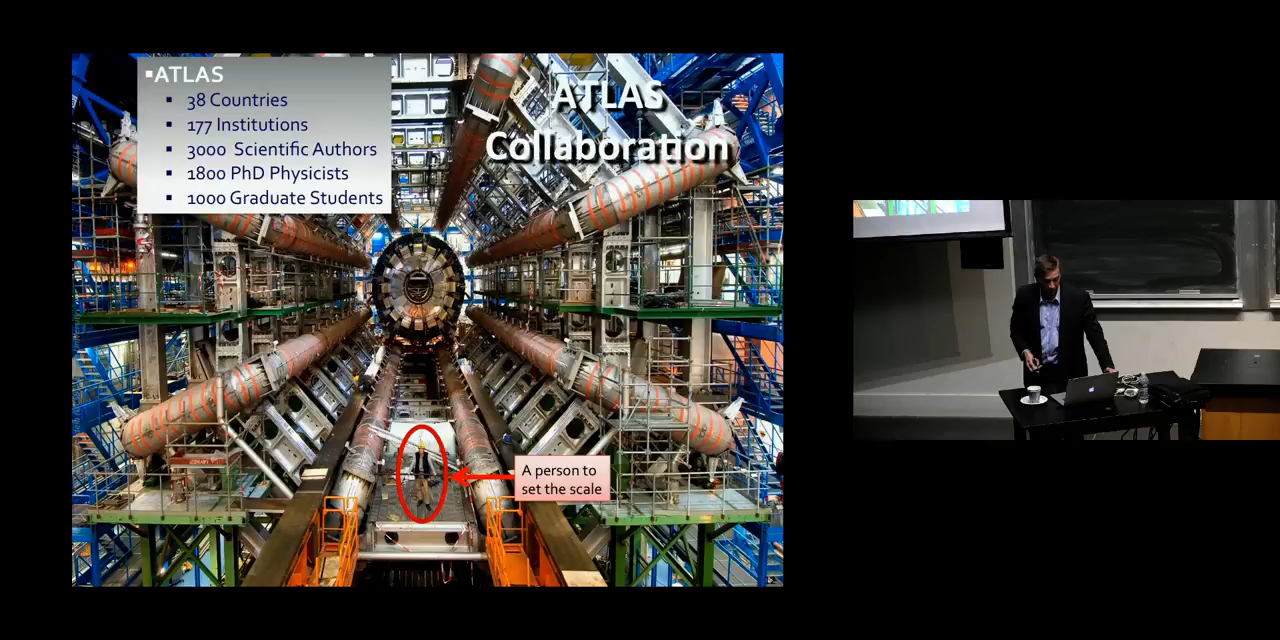 ▪ATLAS
▪ 38 Countries
▪ 177 Institutions
▪ 3000 Scientific Authors
▪ 1800 PhD Physicists
▪ 1000 Graduate Students
ATLAS
Collaboration
A person to
set the scale